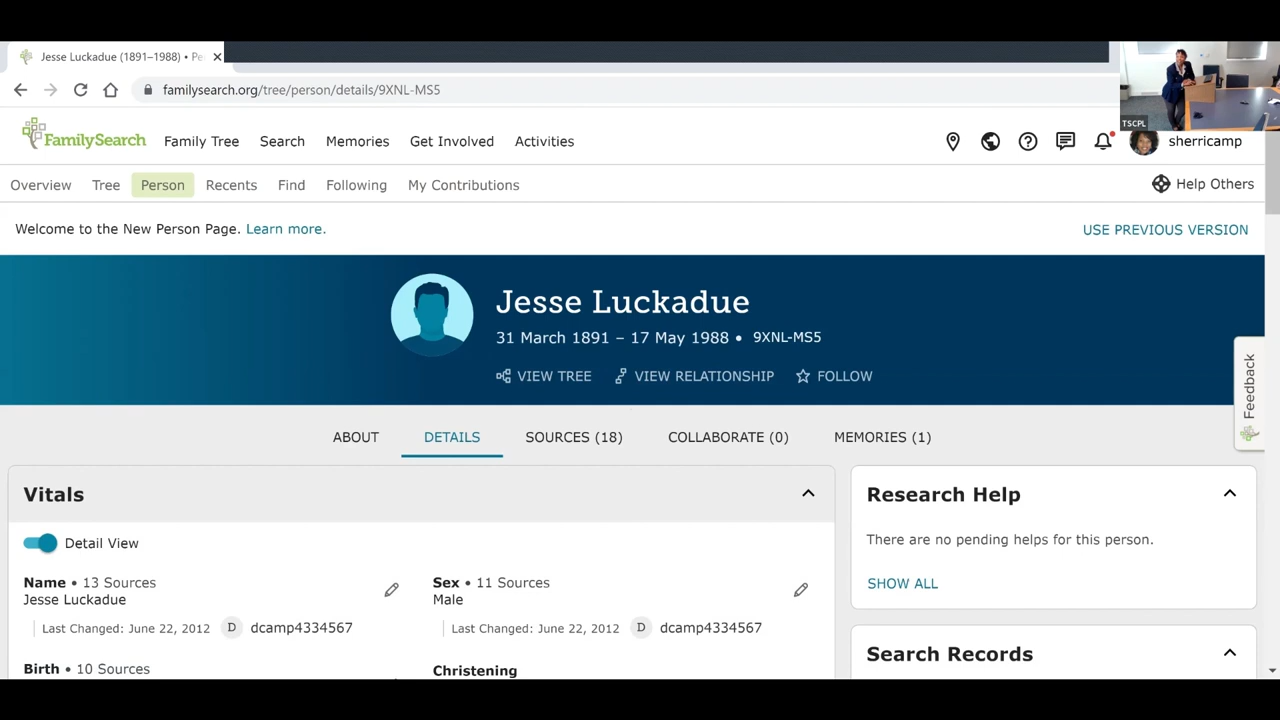 Jesse Luckadue (1891–1988) • Pe
familysearch.org/tree/person/details/9XNL-MS5
TSCPL
FamilySearch Family Tree Search Memories Get Involved Activities sherricamp
Overview Tree Person Recents Find Following My Contributions Help Others
Welcome to the New Person Page. Learn more. USE PREVIOUS VERSION
Jesse Luckadue
31 March 1891 – 17 May 1988 • 9XNL-MS5
VIEW TREE VIEW RELATIONSHIP FOLLOW
Feedback
ABOUT DETAILS SOURCES (18) COLLABORATE (0) MEMORIES (1)
Vitals
Detail View
Name • 13 Sources
Jesse Luckadue
Last Changed: June 22, 2012 D dcamp4334567
Sex • 11 Sources
Male
Last Changed: June 22, 2012 D dcamp4334567
Birth • 10 Sources
Christening
Research Help
There are no pending helps for this person.
SHOW ALL
Search Records